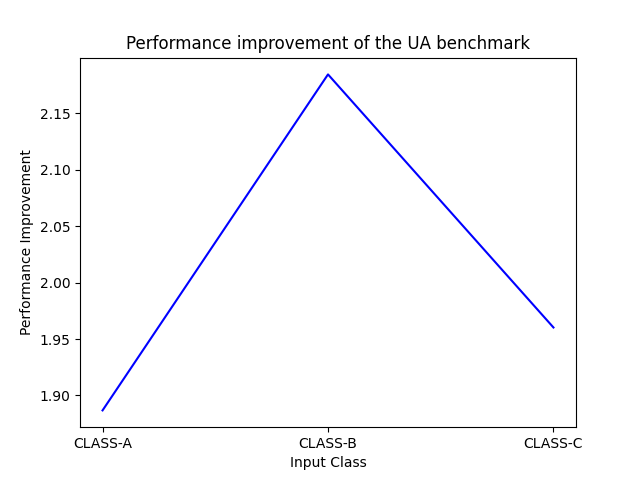 Performance improvement of the UA benchmark
2.15
2.10
2.05
2.00
1.95
1.90
Performance Improvement
CLASS-A CLASS-B CLASS-C
Input Class